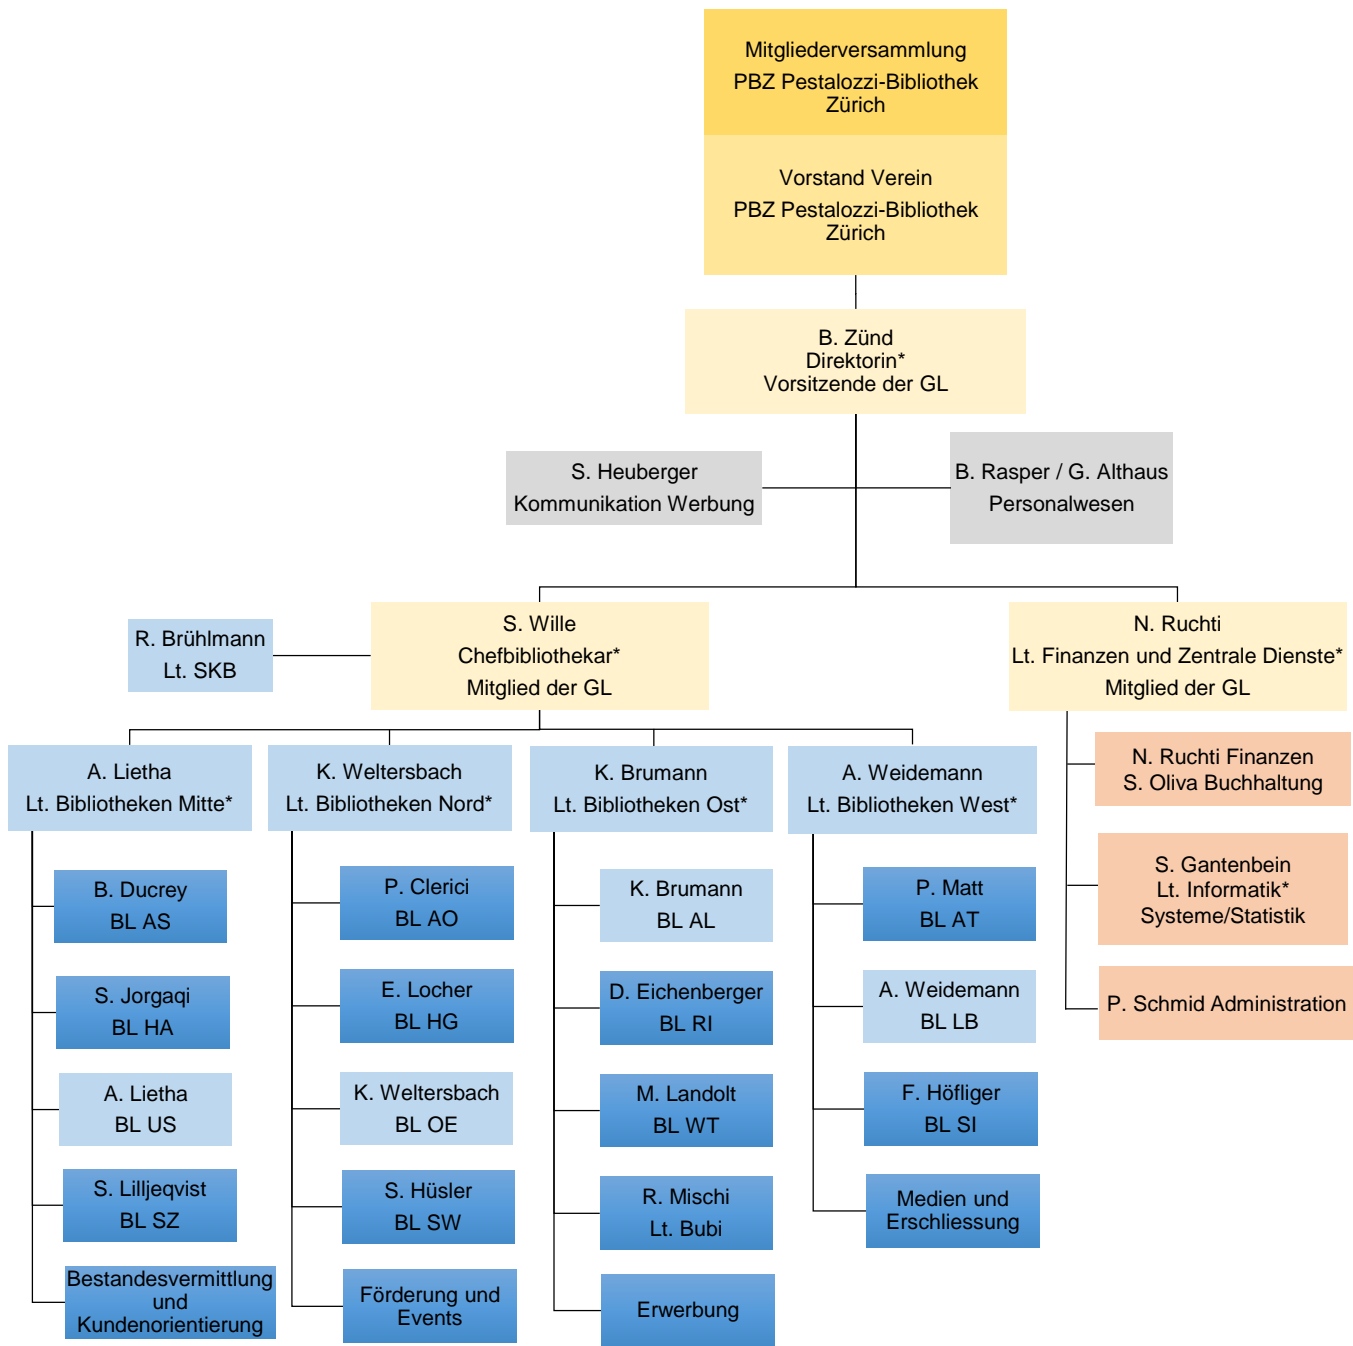 Mitgliederversammlung
PBZ Pestalozzi-Bibliothek
Zürich
Vorstand Verein
PBZ Pestalozzi-Bibliothek
Zürich
B. Zünd
Direktorin*
Vorsitzende der GL
S. Heuberger
Kommunikation Werbung
B. Rasper / G. Althaus
Personalwesen
R. Brühlmann
Lt. SKB
S. Wille
Chefbibliothekar*
Mitglied der GL
N. Ruchti
Lt. Finanzen und Zentrale Dienste*
Mitglied der GL
A. Lietha
Lt. Bibliotheken Mitte*
B. Ducrey
BL AS
S. Jorgaqi
BL HA
A. Lietha
BL US
S. Lilljeqvist
BL SZ
Bestandesvermittlung
und
Kundenorientierung
K. Weltersbach
Lt. Bibliotheken Nord*
P. Clerici
BL AO
E. Locher
BL HG
K. Weltersbach
BL OE
S. Hüsler
BL SW
Förderung und
Events
K. Brumann
Lt. Bibliotheken Ost*
K. Brumann
BL AL
D. Eichenberger
BL RI
M. Landolt
BL WT
R. Mischi
Lt. Bubi
Erwerbung
A. Weidemann
Lt. Bibliotheken West*
P. Matt
BL AT
A. Weidemann
BL LB
F. Höfliger
BL SI
Medien und
Erschliessung
N. Ruchti Finanzen
S. Oliva Buchhaltung
S. Gantenbein
Lt. Informatik*
Systeme/Statistik
P. Schmid Administration